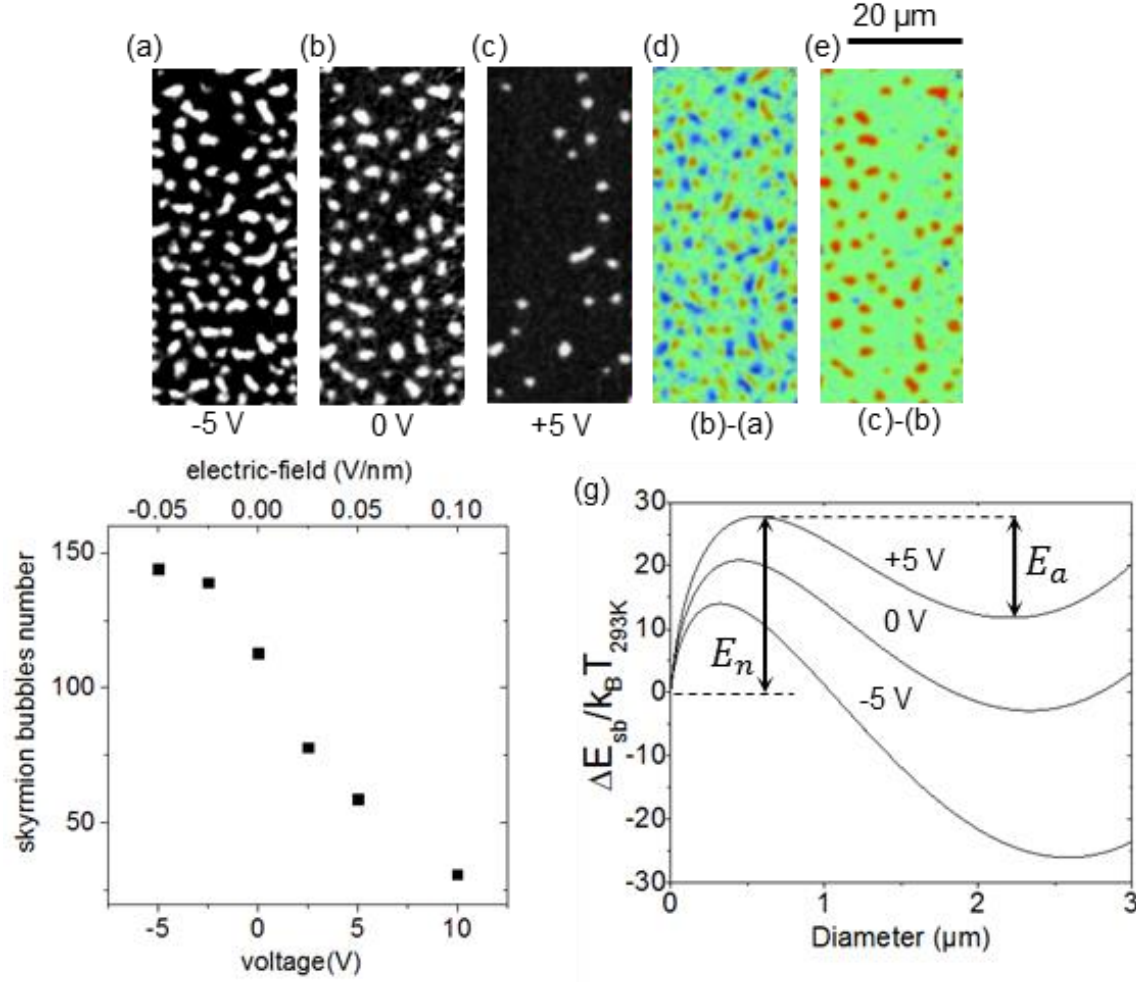 20 µm
(a) (b) (c) (d) (e)
-5 V 0 V +5 V (b)-(a) (c)-(b)
electric-field (V/nm)
-0.05 0.00 0.05 0.10
150
100
50
skyrmion bubbles number
-5 0 5 10
voltage(V)
(g)
30
20
10
0
-10
-20
-30
ΔE_sb/k_BT_293K
+5 V
0 V
-5 V
E_n
E_a
0 1 2 3
Diameter (µm)